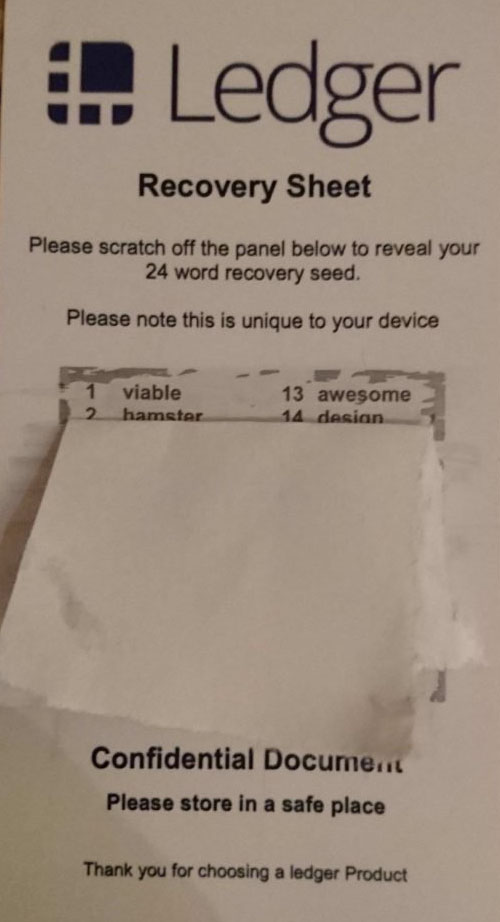 Ledger
Recovery Sheet
Please scratch off the panel below to reveal your
24 word recovery seed.
Please note this is unique to your device
1 viable 13 awesome
2 hamster 14 design
Confidential Document
Please store in a safe place
Thank you for choosing a ledger Product